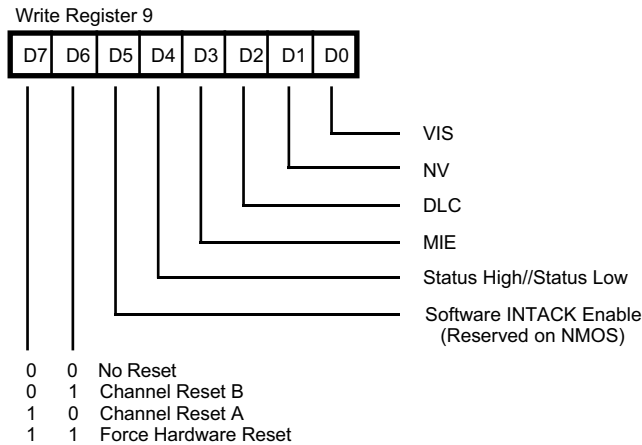 Write Register 9
D7 D6 D5 D4 D3 D2 D1 D0
VIS
NV
DLC
MIE
Status High//Status Low
Software INTACK Enable
(Reserved on NMOS)
0 0 No Reset
0 1 Channel Reset B
1 0 Channel Reset A
1 1 Force Hardware Reset